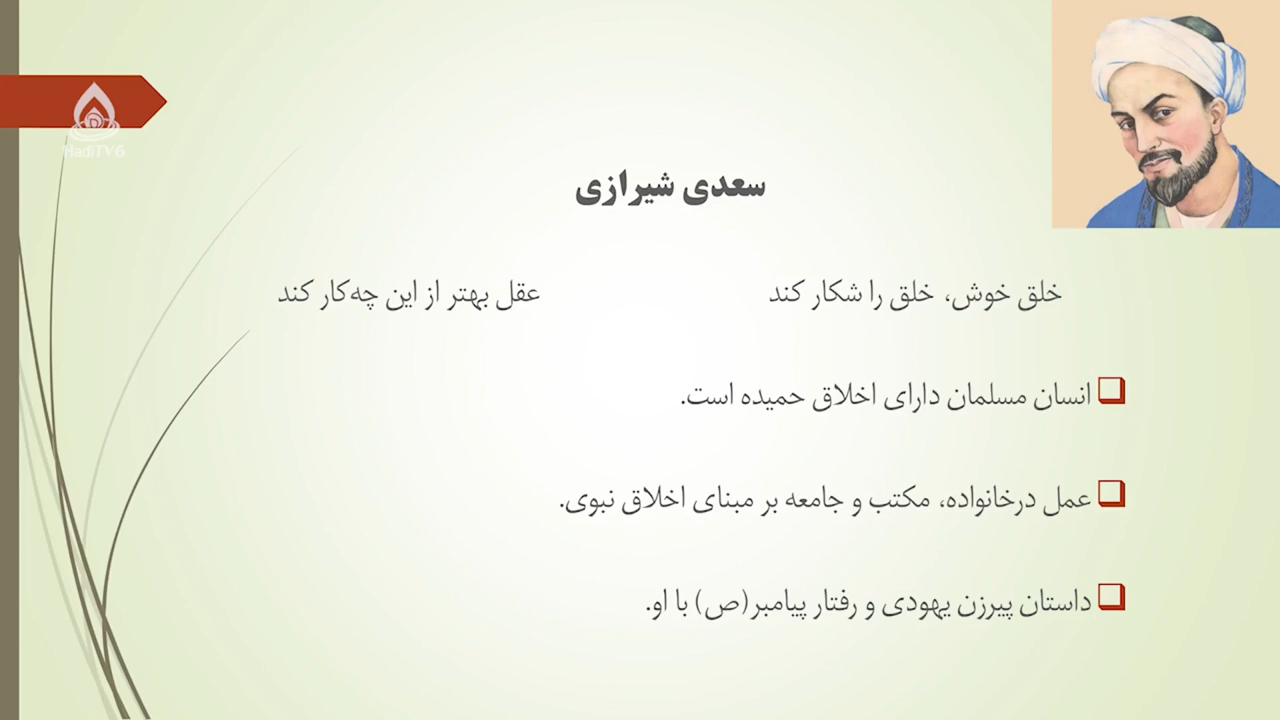 HadiTV6
سعدی شیرازی
خلق خوش، خلق را شکار کند عقل بهتر از این چه‌کار کند
انسان مسلمان دارای اخلاق حمیده است.
عمل درخانواده، مکتب و جامعه بر مبنای اخلاق نبوی.
داستان پیرزن یهودی و رفتار پیامبر(ص) با او.